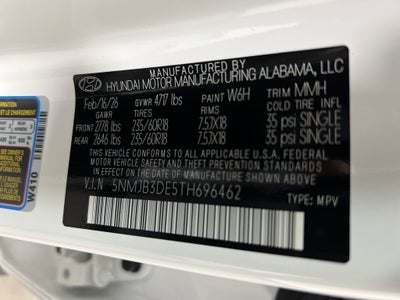 MANUFACTURED BY
HYUNDAI MOTOR MANUFACTURING ALABAMA, LLC
Feb/16/26 GVWR 4717 lbs PAINT W6H TRIM MMH
GAWR TIRES RIMS COLD TIRE INFL
FRONT 2778 lbs 235/60R18 7.5JX18 35 psi SINGLE
REAR 2646 lbs 235/60R18 7.5JX18 35 psi SINGLE
THIS VEHICLE CONFORMS TO ALL APPLICABLE U.S.A. FEDERAL
MOTOR VEHICLE SAFETY, BUMPER, AND THEFT PREVENTION
STANDARDS IN EFFECT ON THE DATE OF MANUFACTURE SHOWN ABOVE.
V.I.N 5NMJB3DE5TH696462 TYPE: MPV
W410
LE CHARGEMENT